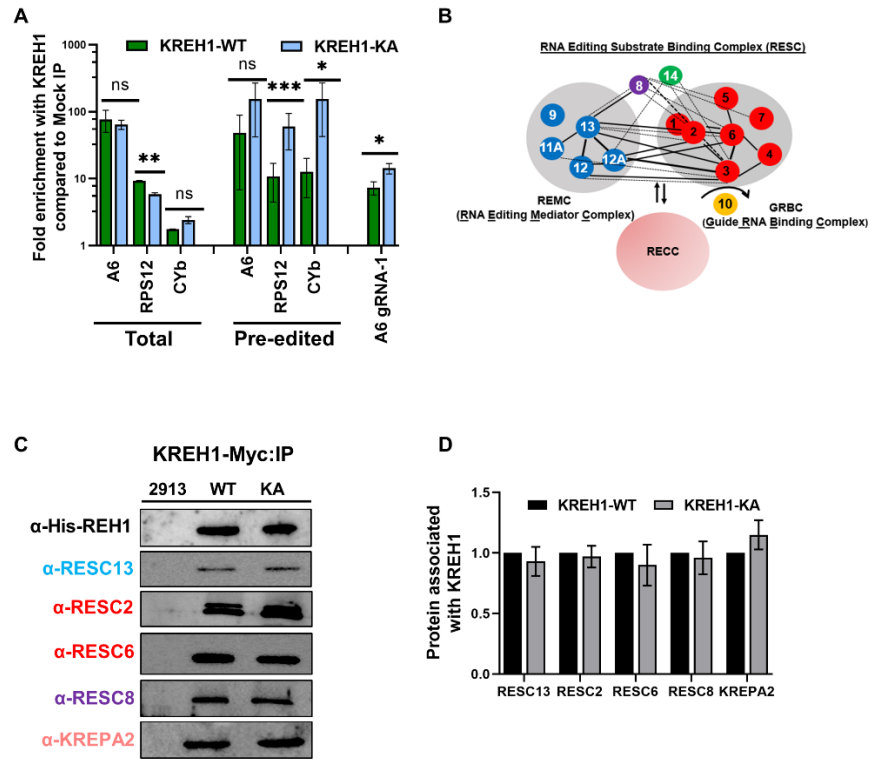 A
KREH1-WT
KREH1-KA
Fold enrichment with KREH1
compared to Mock IP
1000
100
10
1
ns
**
ns
ns
***
*
*
A6
RPS12
CYb
A6
RPS12
CYb
A6 gRNA-1
Total
Pre-edited
B
RNA Editing Substrate Binding Complex (RESC)
14
8
5
9
13
1
2
6
7
11A
12A
4
12
3
10
REMC
(RNA Editing Mediator Complex)
GRBC
(Guide RNA Binding Complex)
RECC
C
KREH1-Myc:IP
2913 WT KA
α-His-REH1
α-RESC13
α-RESC2
α-RESC6
α-RESC8
α-KREPA2
D
KREH1-WT
KREH1-KA
Protein associated
with KREH1
1.5
1.0
0.5
0.0
RESC13 RESC2 RESC6 RESC8 KREPA2